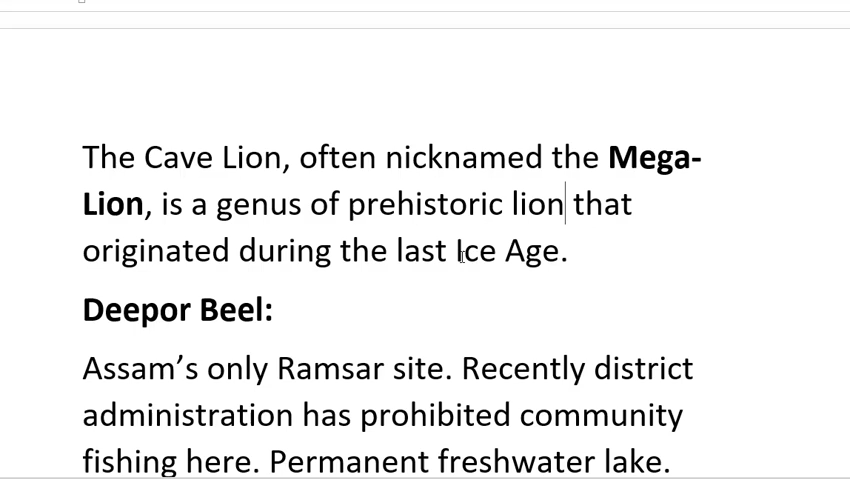 The Cave Lion, often nicknamed the Mega-
Lion, is a genus of prehistoric lion that
originated during the last Ice Age.
Deepor Beel:
Assam’s only Ramsar site. Recently district
administration has prohibited community
fishing here. Permanent freshwater lake.